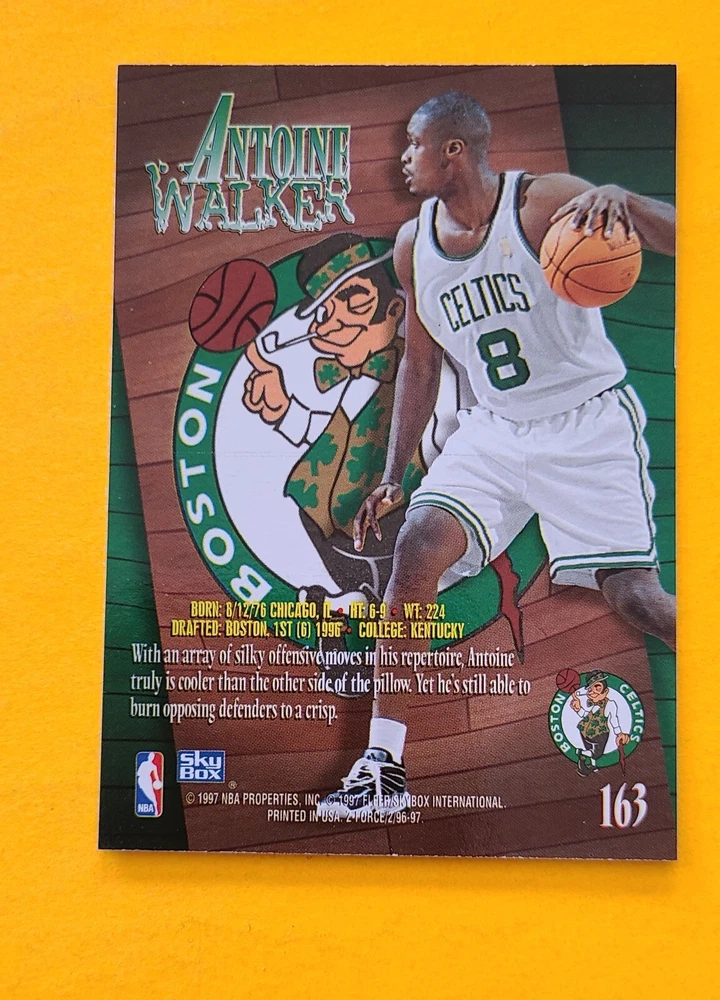 ANTOINE
WALKER
CELTICS
8
BOSTON
BORN: 8/12/76 CHICAGO, IL • HT: 6-9 • WT: 224
DRAFTED: BOSTON, 1ST (6) 1996 • COLLEGE: KENTUCKY
With an array of silky offensive moves in his repertoire, Antoine
truly is cooler than the other side of the pillow. Yet he's still able to
burn opposing defenders to a crisp.
BOSTON CELTICS
NBA
SkyBox®
© 1997 NBA PROPERTIES, INC. © 1997 FLEER/SKYBOX INTERNATIONAL.
PRINTED IN USA. Z-FORCE/2/96-97.
163